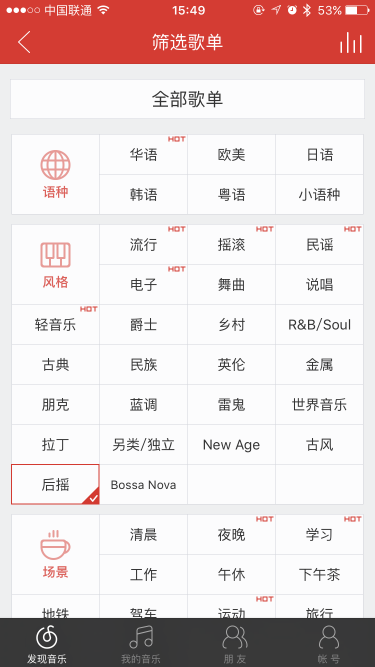 中国联通 15:49 53%
筛选歌单
全部歌单
语种 华语 HOT 欧美 日语
韩语 粤语 小语种
风格 流行 HOT 摇滚 HOT 民谣 HOT
电子 HOT 舞曲 说唱
轻音乐 HOT 爵士 乡村 R&B/Soul
古典 民族 英伦 金属
朋克 蓝调 雷鬼 世界音乐
拉丁 另类/独立 New Age 古风
后摇 Bossa Nova
场景 清晨 夜晚 HOT 学习 HOT
工作 午休 下午茶
地铁 驾车 运动 HOT 旅行
发现音乐 我的音乐 朋友 帐号